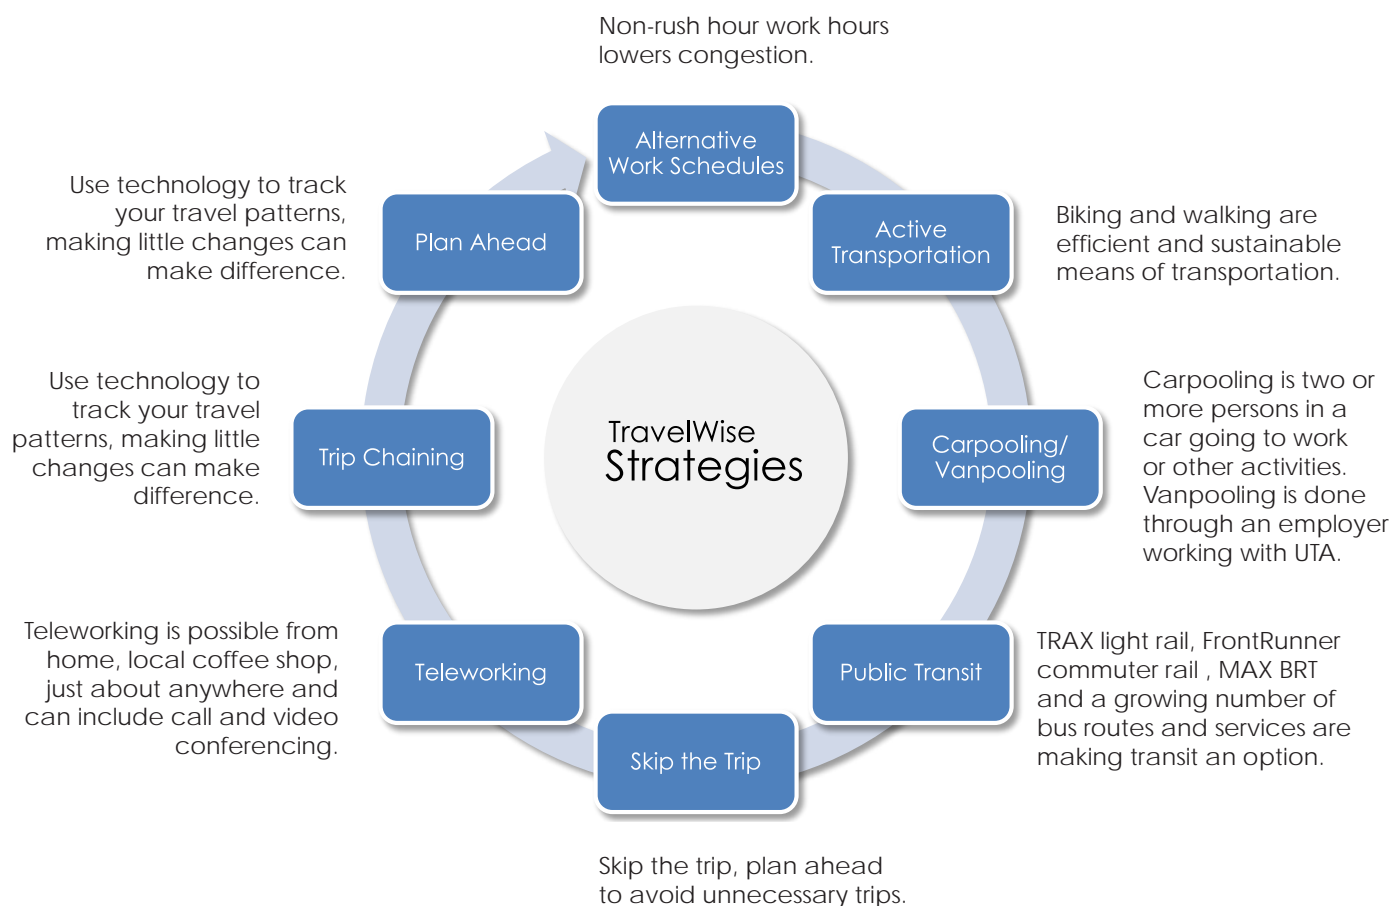 Non-rush hour work hours
lowers congestion.
Alternative
Work Schedules
Active
Transportation
Biking and walking are
efficient and sustainable
means of transportation.
Carpooling/
Vanpooling
Carpooling is two or
more persons in a
car going to work
or other activities.
Vanpooling is done
through an employer
working with UTA.
Public Transit
TRAX light rail, FrontRunner
commuter rail , MAX BRT
and a growing number of
bus routes and services are
making transit an option.
Skip the Trip
Skip the trip, plan ahead
to avoid unnecessary trips.
Teleworking
Teleworking is possible from
home, local coffee shop,
just about anywhere and
can include call and video
conferencing.
Trip Chaining
Use technology to
track your travel
patterns, making little
changes can make
difference.
Plan Ahead
Use technology to track
your travel patterns,
making little changes can
make difference.
TravelWise
Strategies